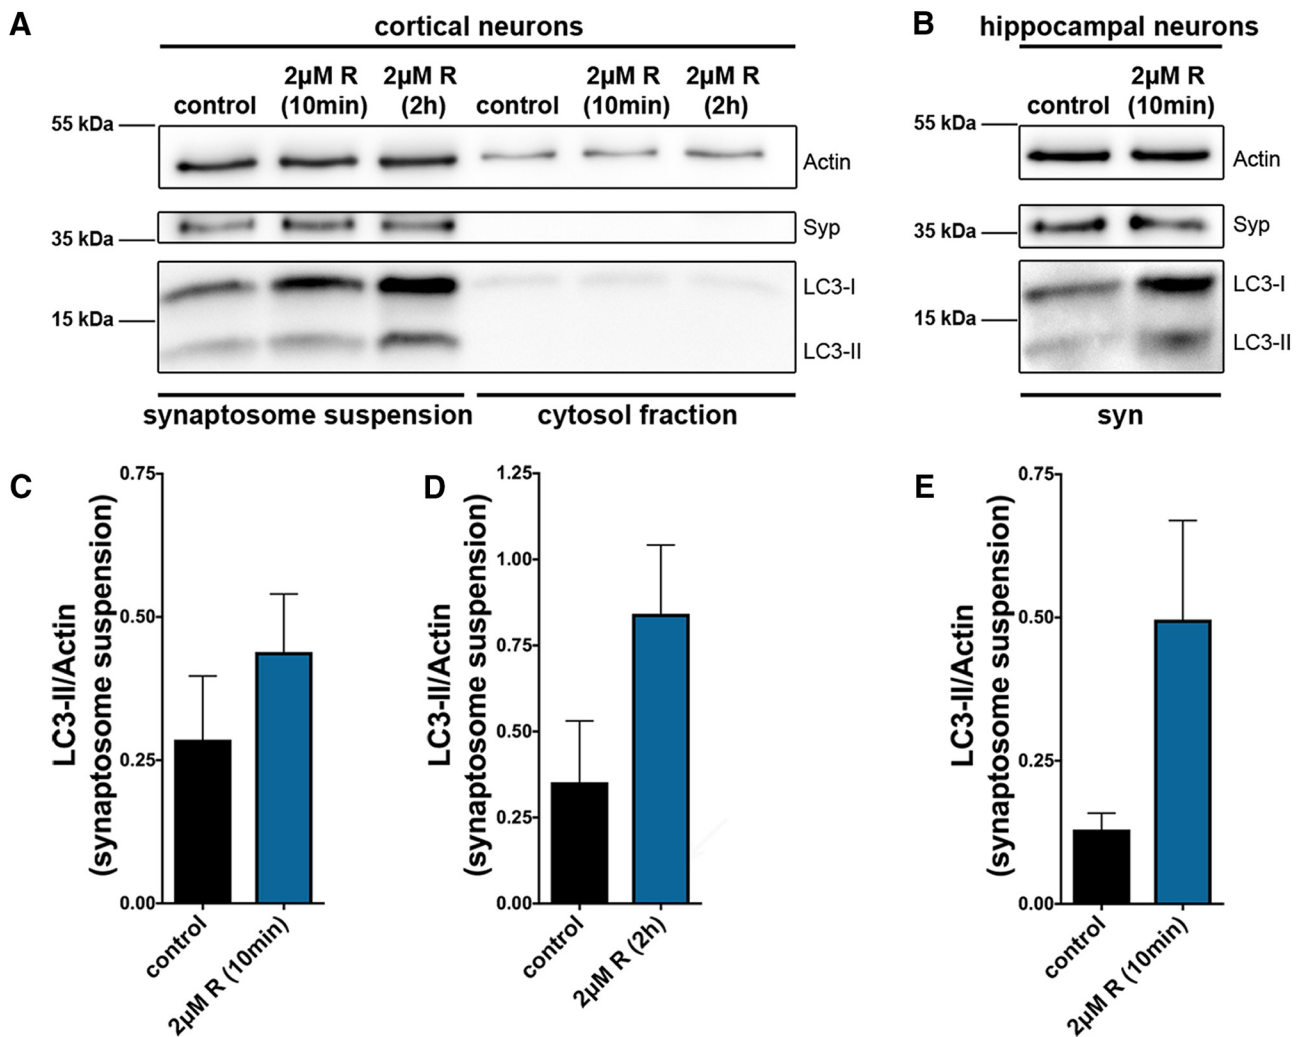 A
cortical neurons
control
2µM R
(10min)
2µM R
(2h)
control
2µM R
(10min)
2µM R
(2h)
55 kDa
Actin
35 kDa
Syp
LC3-I
15 kDa
LC3-II
synaptosome suspension
cytosol fraction
B
hippocampal neurons
control
2µM R
(10min)
55 kDa
Actin
35 kDa
Syp
LC3-I
15 kDa
LC3-II
syn
C
LC3-II/Actin
(synaptosome suspension)
0.75
0.50
0.25
0.00
control
2µM R (10min)
D
LC3-II/Actin
(synaptosome suspension)
1.25
1.00
0.75
0.50
0.25
0.00
control
2µM R (2h)
E
LC3-II/Actin
(synaptosome suspension)
0.75
0.50
0.25
0.00
control
2µM R (10min)